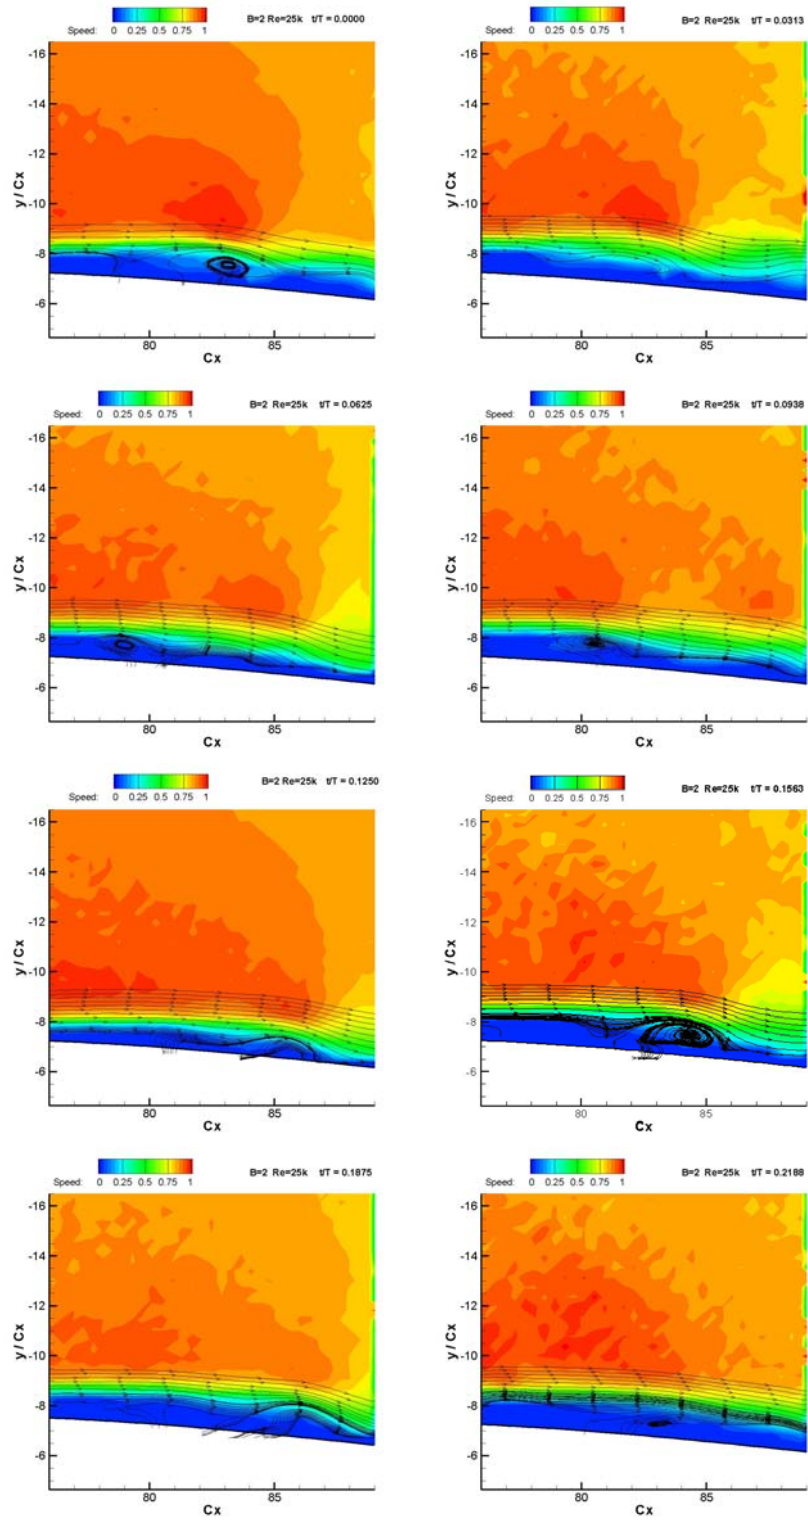 B=2 Re=25k t/T = 0.0000
Speed: 0 0.25 0.5 0.75 1
-16
-14
-12
-10
-8
-6
y / Cx
80 85
Cx
B=2 Re=25k t/T = 0.0313
Speed: 0 0.25 0.5 0.75 1
-16
-14
-12
-10
-8
-6
y / Cx
80 85
Cx
B=2 Re=25k t/T = 0.0625
Speed: 0 0.25 0.5 0.75 1
-16
-14
-12
-10
-8
-6
y / Cx
80 85
Cx
B=2 Re=25k t/T = 0.0938
Speed: 0 0.25 0.5 0.75 1
-16
-14
-12
-10
-8
-6
y / Cx
80 85
Cx
B=2 Re=25k t/T = 0.1250
Speed: 0 0.25 0.5 0.75 1
-16
-14
-12
-10
-8
-6
y / Cx
80 85
Cx
B=2 Re=25k t/T = 0.1563
Speed: 0 0.25 0.5 0.75 1
-16
-14
-12
-10
-8
-6
y / Cx
80 85
Cx
B=2 Re=25k t/T = 0.1875
Speed: 0 0.25 0.5 0.75 1
-16
-14
-12
-10
-8
-6
y / Cx
80 85
Cx
B=2 Re=25k t/T = 0.2188
Speed: 0 0.25 0.5 0.75 1
-16
-14
-12
-10
-8
-6
y / Cx
80 85
Cx